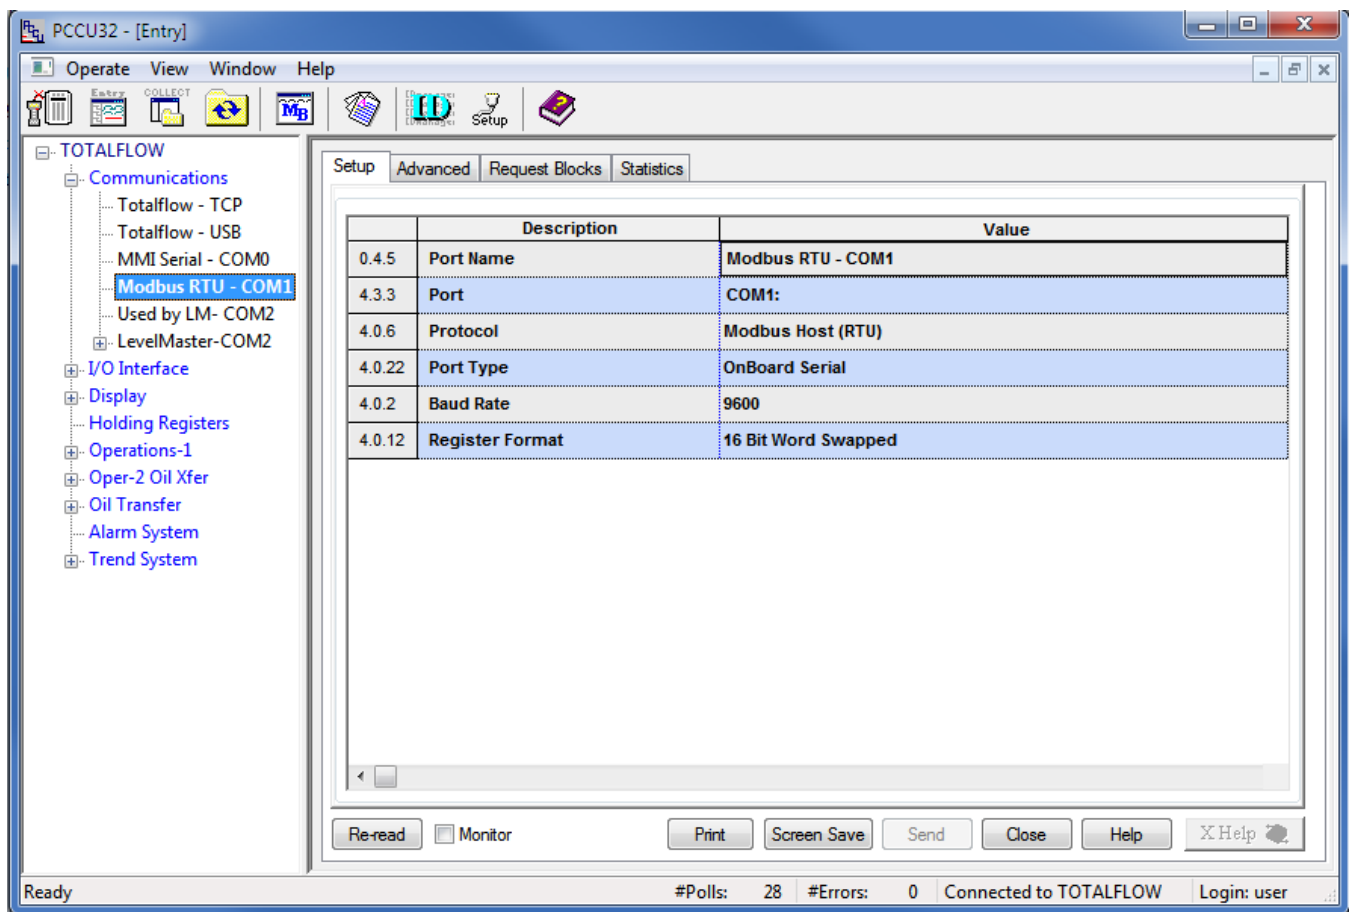 PCCU32 - [Entry]
Operate View Window Help
Entry COLLECT MB ID Setup
TOTALFLOW
Communications
Totalflow - TCP
Totalflow - USB
MMI Serial - COM0
Modbus RTU - COM1
Used by LM- COM2
LevelMaster-COM2
I/O Interface
Display
Holding Registers
Operations-1
Oper-2 Oil Xfer
Oil Transfer
Alarm System
Trend System
Setup Advanced Request Blocks Statistics
Description Value
0.4.5 Port Name Modbus RTU - COM1
4.3.3 Port COM1:
4.0.6 Protocol Modbus Host (RTU)
4.0.22 Port Type OnBoard Serial
4.0.2 Baud Rate 9600
4.0.12 Register Format 16 Bit Word Swapped
Re-read Monitor Print Screen Save Send Close Help X Help
Ready #Polls: 28 #Errors: 0 Connected to TOTALFLOW Login: user